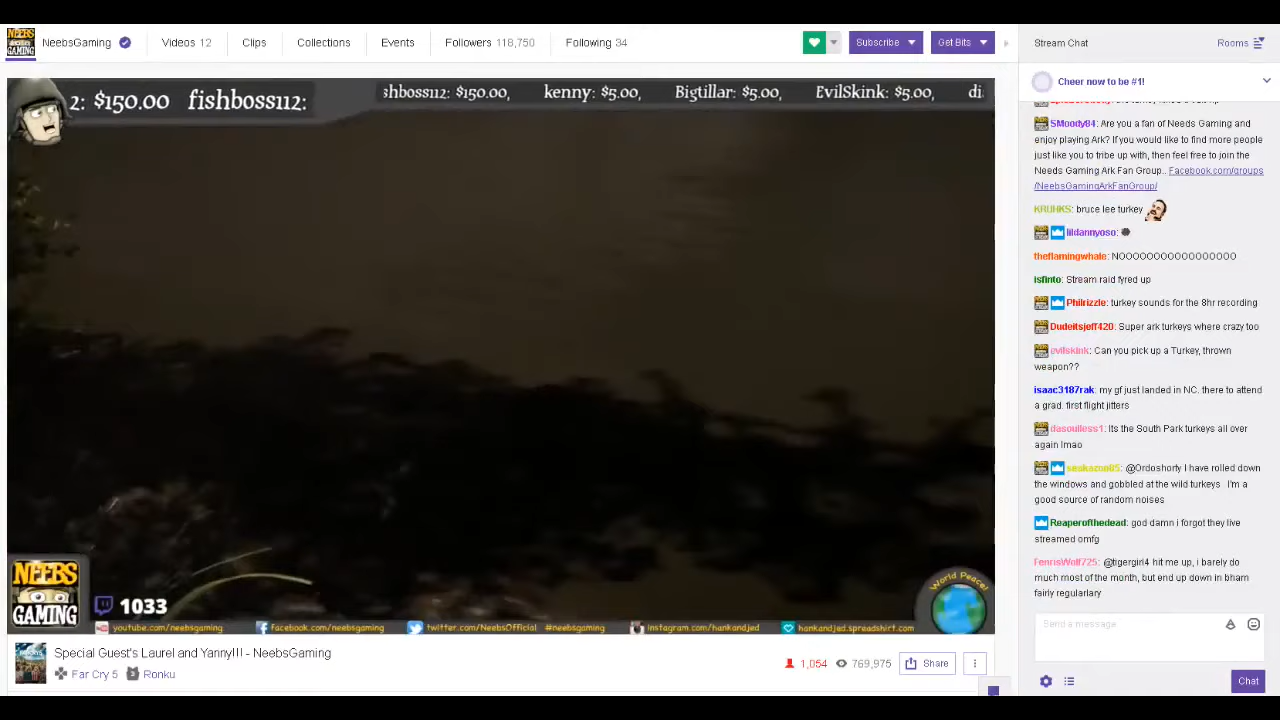 NeebsGaming
Videos 12
Clips
Collections
Events
Followers 118,750
Following 34
Subscribe
Get Bits
Stream Chat
Rooms
2: $150.00 fishboss112:
shboss112: $150.00, kenny: $5.00, Bigtillar: $5.00, EvilSkink: $5.00, di
Cheer now to be #1!
SMoody84: Are you a fan of Needs Gaming and
enjoy playing Ark? If you would like to find more people
just like you to tribe up with, then feel free to join the
Needs Gaming Ark Fan Group.. Facebook.com/groups
/NeebsGamingArkFanGroup/
KRUHKS: bruce lee turkey
lildannyoso:
theflamingwhale: NOOOOOOOOOOOOOOOOO
isfinto: Stream raid fyred up
Philrizzle: turkey sounds for the 8hr recording
Dudeitsjeff420: Super ark turkeys where crazy too
evilskink: Can you pick up a Turkey, thrown
weapon??
isaac3187rak: my gf just landed in NC. there to attend
a grad. first flight jitters
dasoulless1: Its the South Park turkeys all over
again lmao
@Ordoshorty I have rolled down
the windows and gobbled at the wild turkeys I'm a
good source of random noises
Reaperofthedead: god damn i forgot they live
streamed omfg
FenrisWolf725: @tigergirl4 hit me up, i barely do
much most of the month, but end up down in bham
fairly regularlary
Send a message
Chat
NEEBS
GAMING
1033
World Peace!
youtube.com/neebsgaming
facebook.com/neebsgaming
twitter.com/NeebsOfficial #neebsgaming
instagram.com/hankandjed
hankandjed.spreadshirt.com
Special Guest's Laurel and Yanny!!! - NeebsGaming
Far Cry 5
Ronku
1,054
769,975
Share